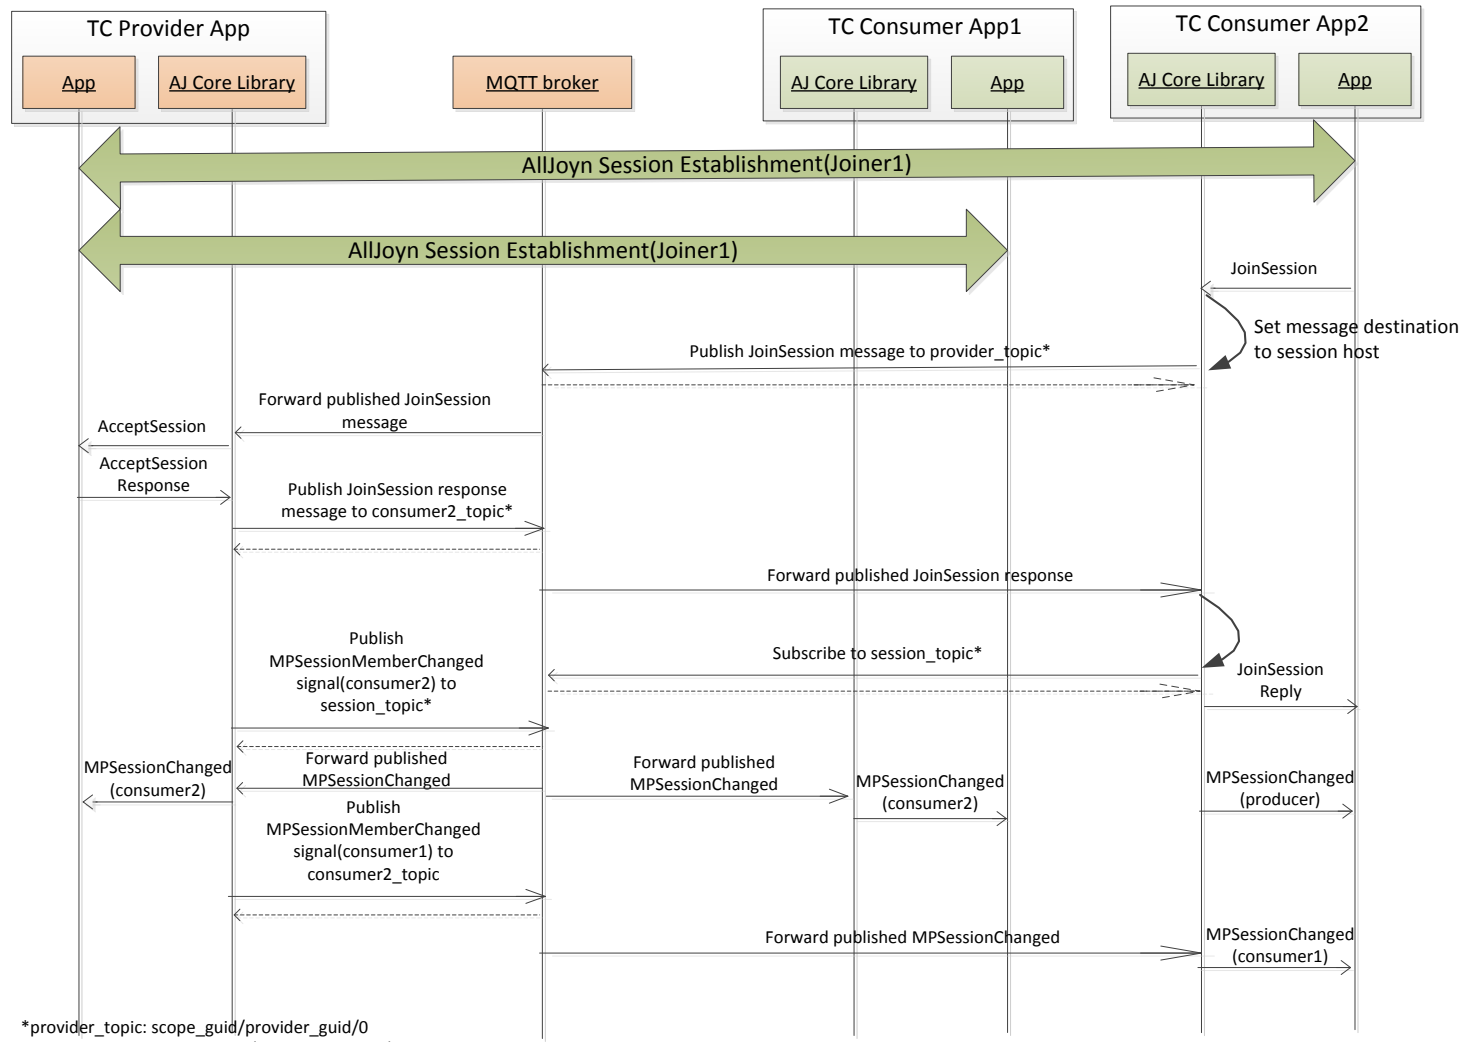 TC Provider App
TC Consumer App1
TC Consumer App2
App
AJ Core Library
MQTT broker
AJ Core Library
App
AJ Core Library
App
AllJoyn Session Establishment(Joiner1)
AllJoyn Session Establishment(Joiner1)
JoinSession
Set message destination
to session host
Publish JoinSession message to provider_topic*
Forward published JoinSession
message
AcceptSession
AcceptSession
Response
Publish JoinSession response
message to consumer2_topic*
Forward published JoinSession response
Publish
MPSessionMemberChanged
signal(consumer2) to
session_topic*
Subscribe to session_topic*
JoinSession
Reply
Forward published
MPSessionChanged
MPSessionChanged
(consumer2)
Forward published
MPSessionChanged
MPSessionChanged
(consumer2)
MPSessionChanged
(producer)
Publish
MPSessionMemberChanged
signal(consumer1) to
consumer2_topic
Forward published MPSessionChanged
MPSessionChanged
(consumer1)
*provider_topic: scope_guid/provider_guid/0